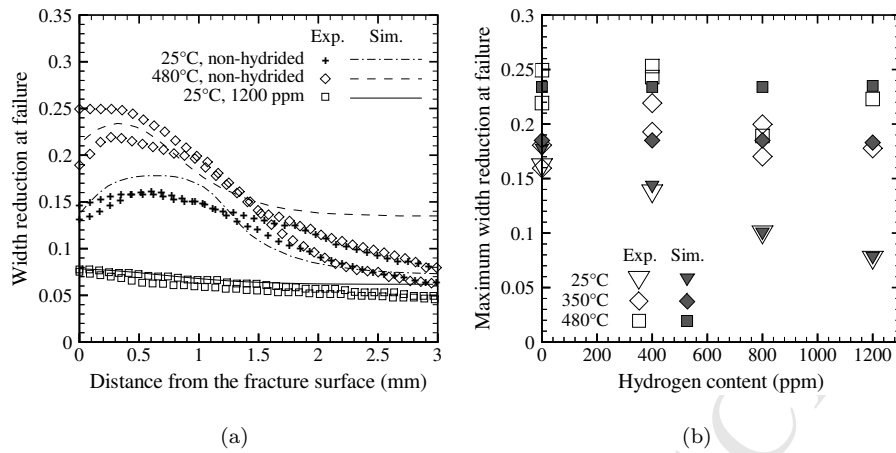 0.35
0.3
0.25
0.2
0.15
0.1
0.05
0
0 0.5 1 1.5 2 2.5 3
Width reduction at failure
Distance from the fracture surface (mm)
Exp. Sim.
25°C, non-hydrided
480°C, non-hydrided
25°C, 1200 ppm
(a)
0.3
0.25
0.2
0.15
0.1
0.05
0
0 200 400 600 800 1000 1200
Maximum width reduction at failure
Hydrogen content (ppm)
Exp. Sim.
25°C
350°C
480°C
(b)